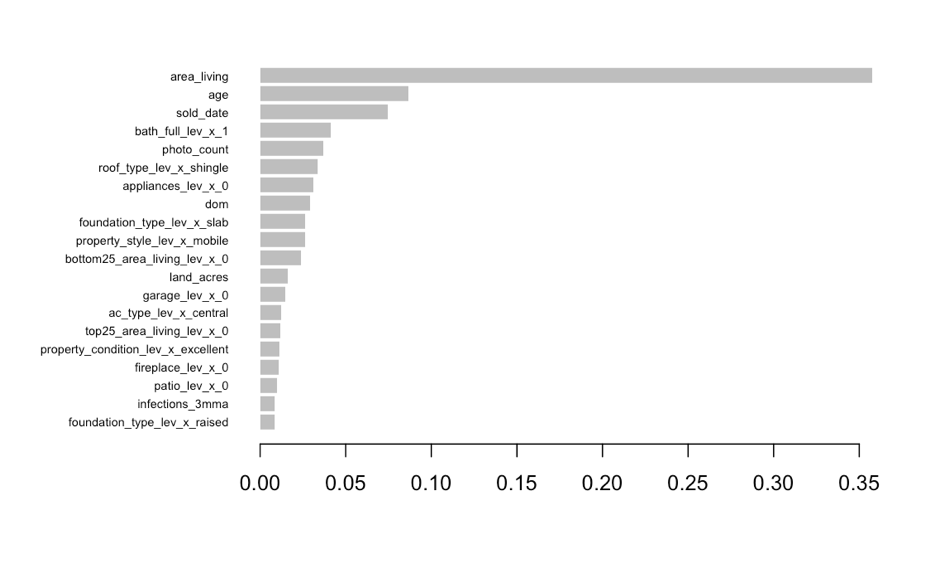 area_living
age
sold_date
bath_full_lev_x_1
photo_count
roof_type_lev_x_shingle
appliances_lev_x_0
dom
foundation_type_lev_x_slab
property_style_lev_x_mobile
bottom25_area_living_lev_x_0
land_acres
garage_lev_x_0
ac_type_lev_x_central
top25_area_living_lev_x_0
property_condition_lev_x_excellent
fireplace_lev_x_0
patio_lev_x_0
infections_3mma
foundation_type_lev_x_raised
0.00 0.05 0.10 0.15 0.20 0.25 0.30 0.35